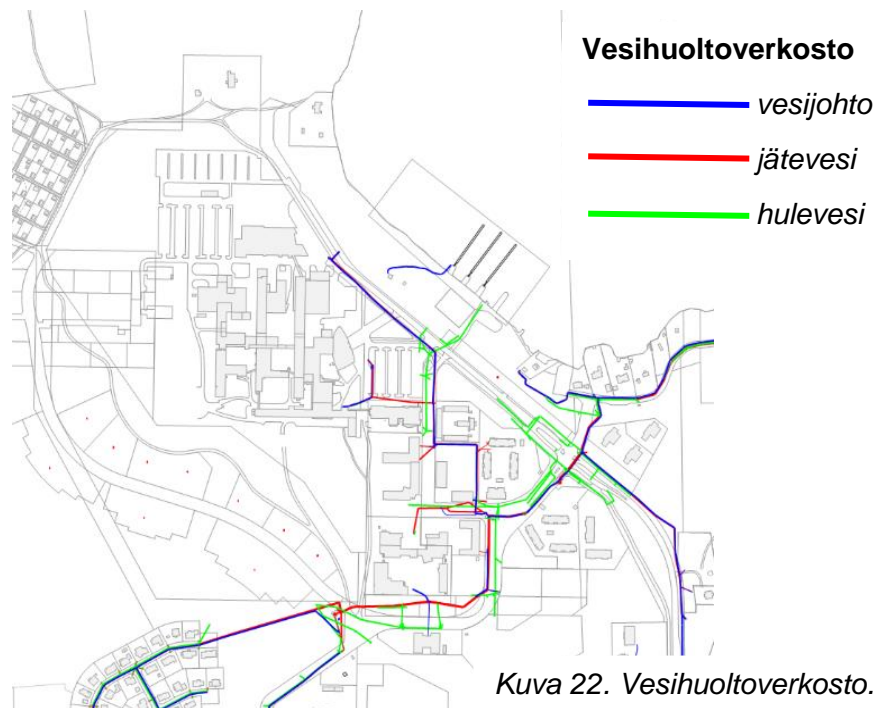 Vesihuoltoverkosto
vesijohto
jätevesi
hulevesi
Kuva 22. Vesihuoltoverkosto.